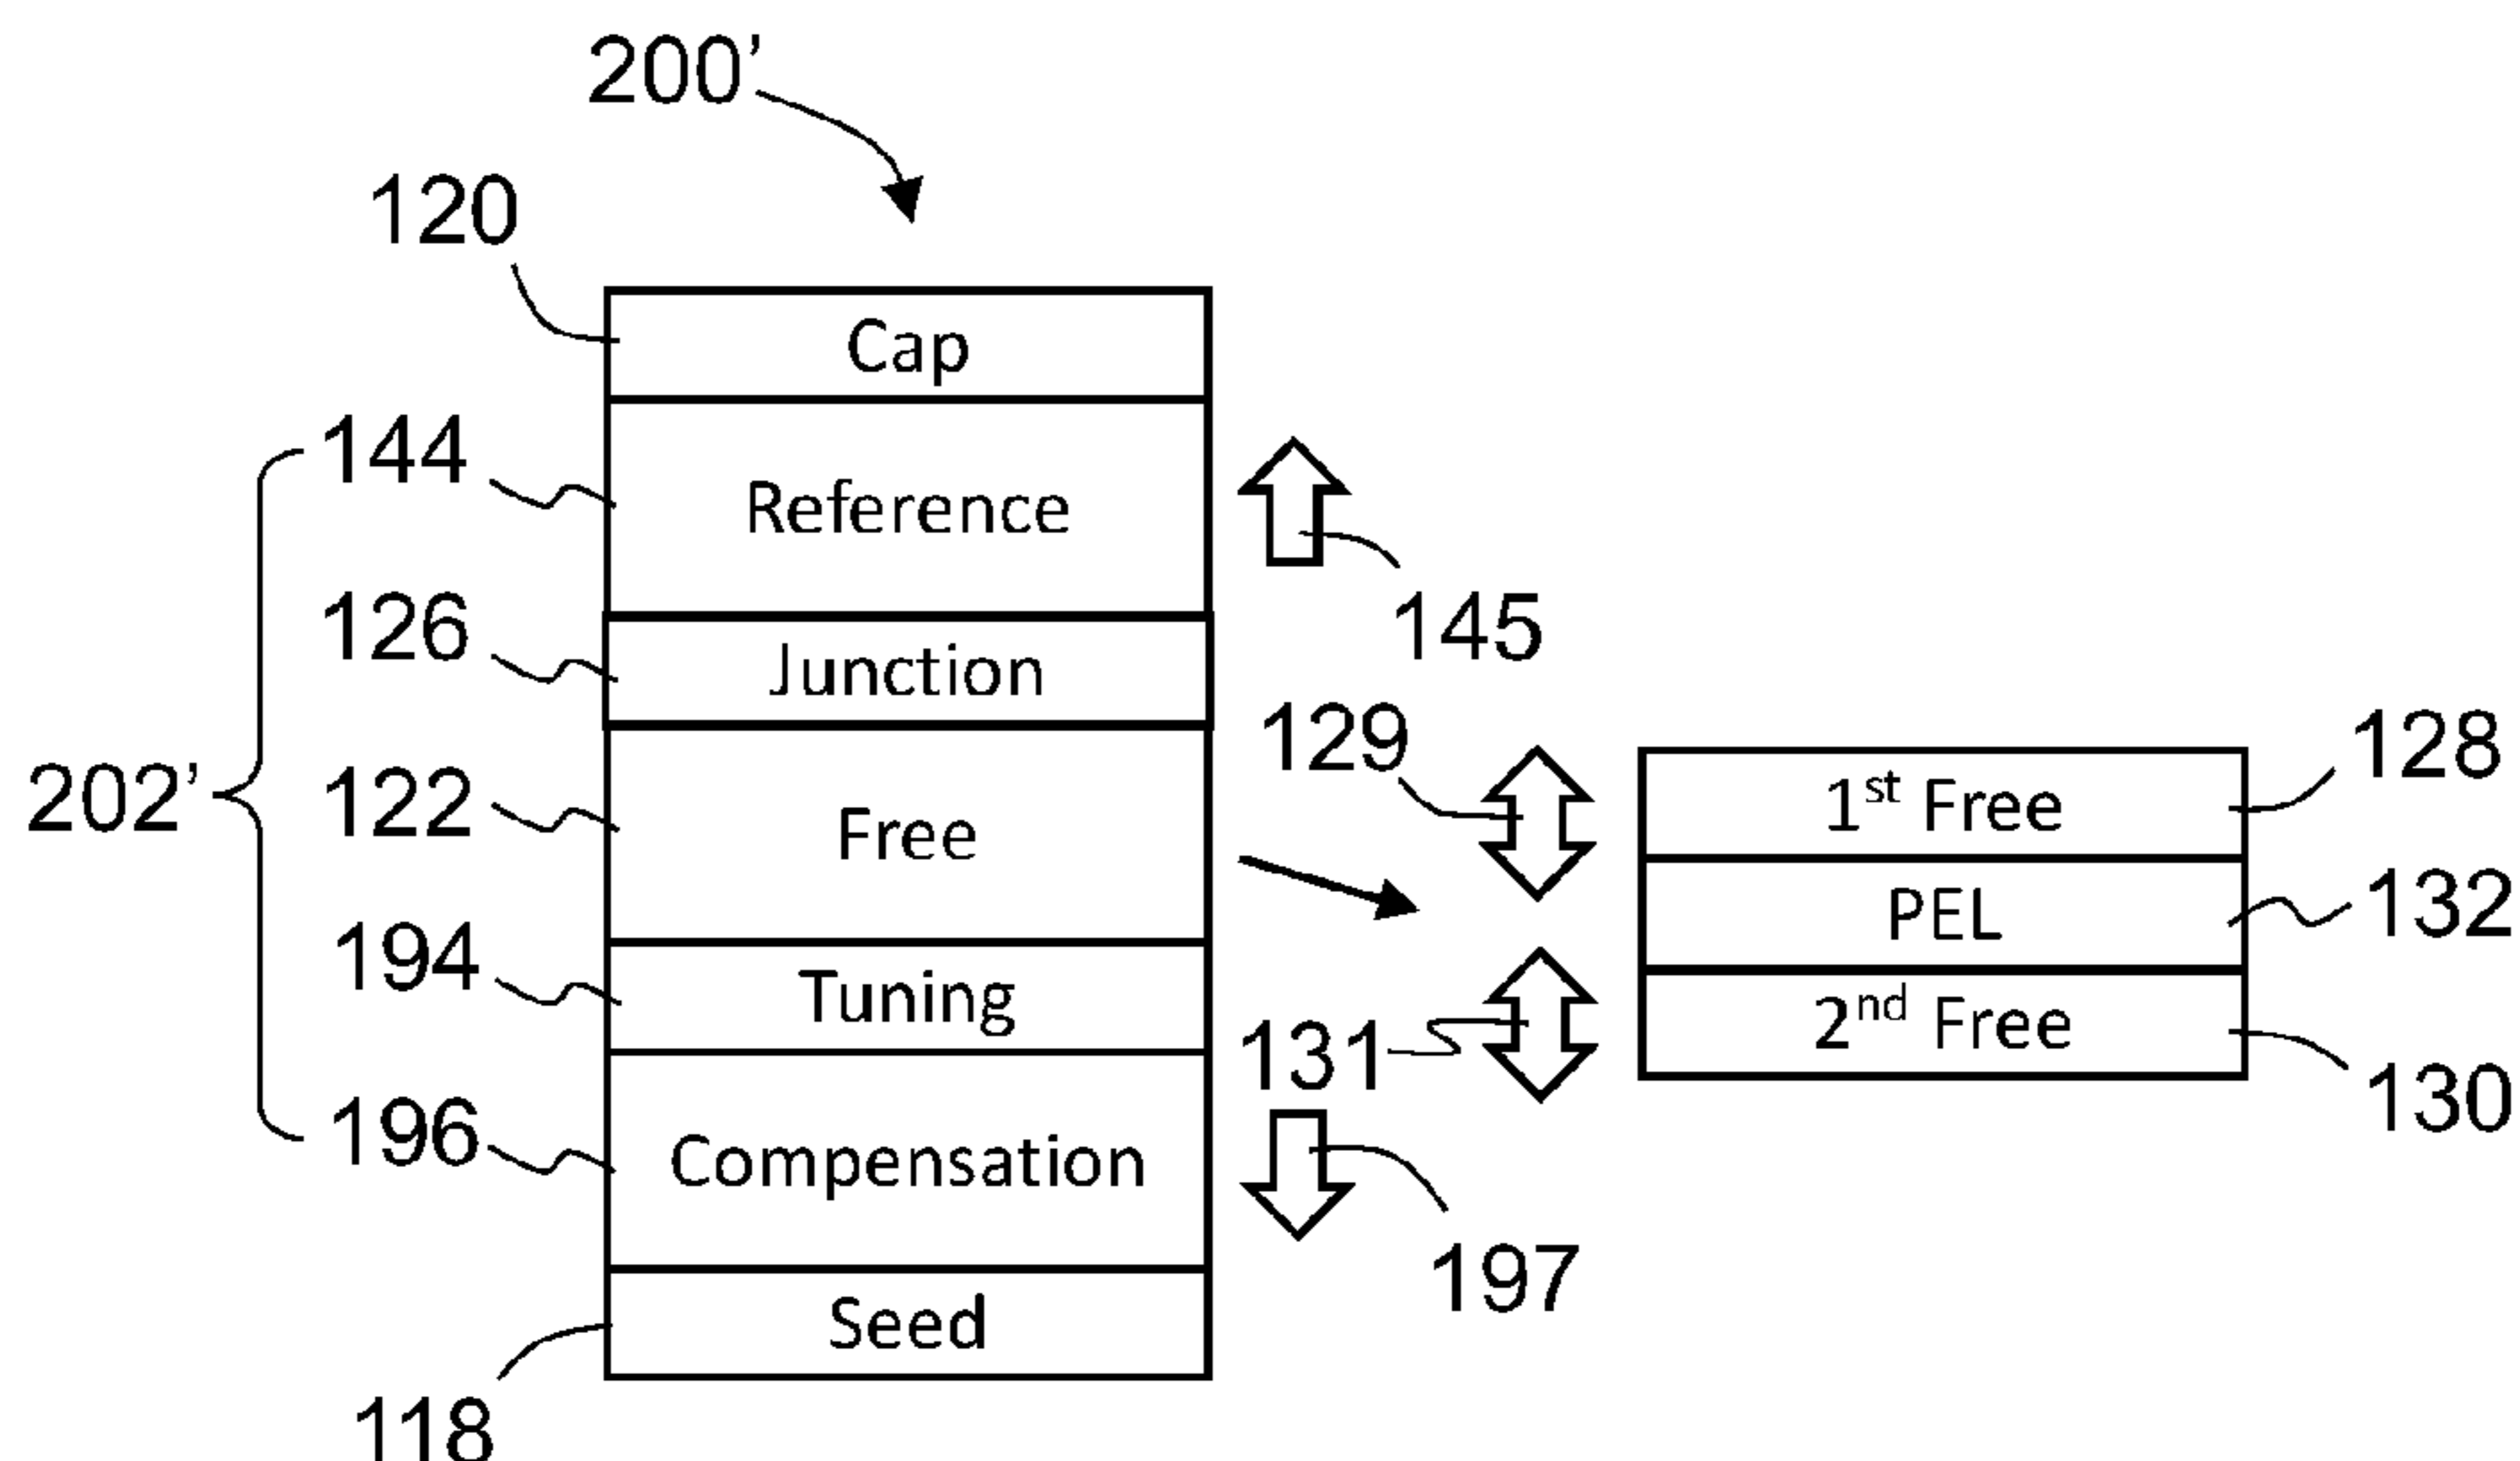 200’
120
Cap
144
Reference
145
126
Junction
129
128
1st Free
202’
122
Free
132
PEL
194
Tuning
131
2nd Free
130
196
Compensation
197
Seed
118